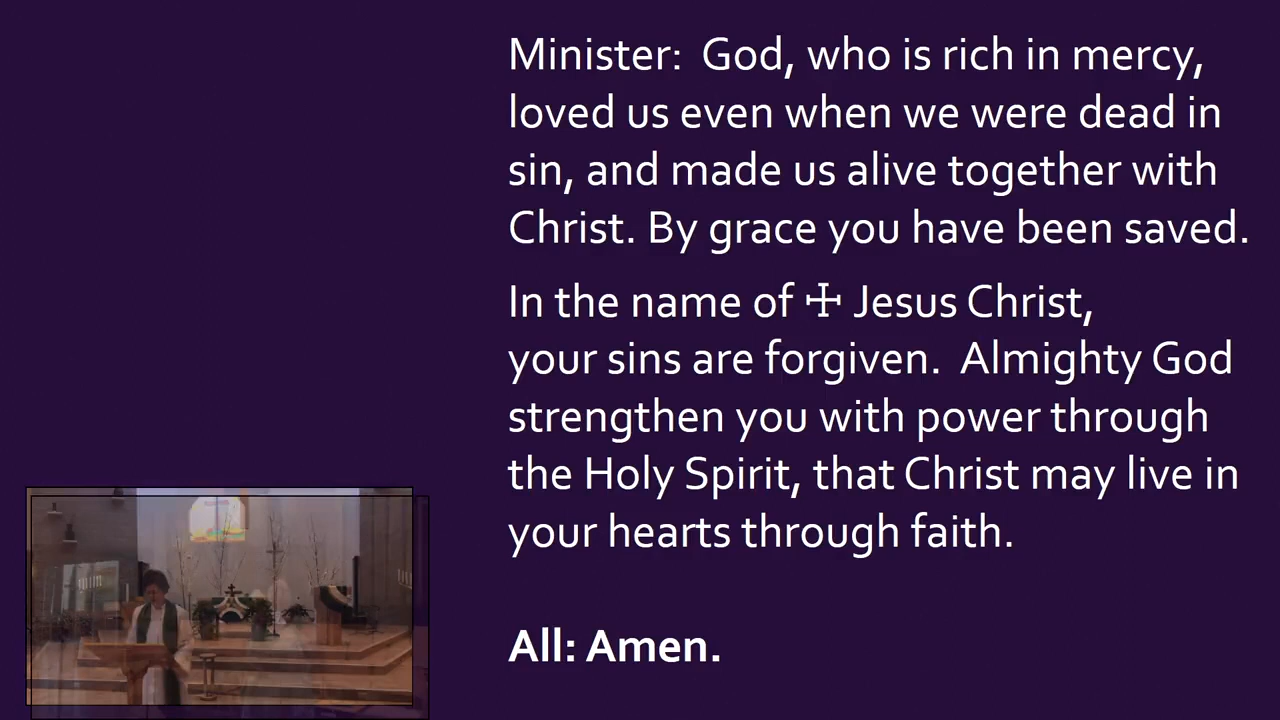 Minister:  God, who is rich in mercy,
loved us even when we were dead in
sin, and made us alive together with
Christ. By grace you have been saved.
In the name of ☩ Jesus Christ,
your sins are forgiven.  Almighty God
strengthen you with power through
the Holy Spirit, that Christ may live in
your hearts through faith.
All: Amen.